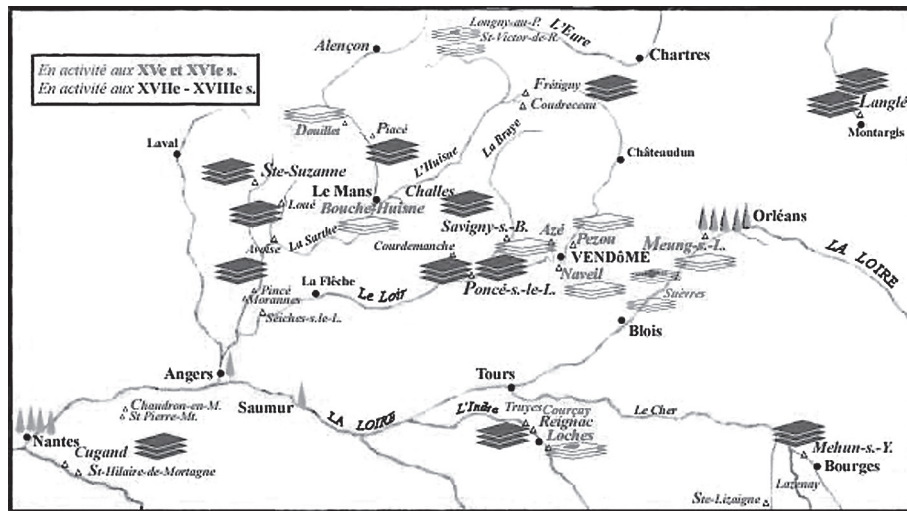 En activité aux XVe et XVIe s.
En activité aux XVIIe - XVIIIe s.
Longny-au-P.
St-Victor-de-R.
L'Eure
Alençon
Chartres
Frétigny
Coudreceau
Langlé
Montargis
Douillet
Piacé
Laval
L'Huisne
La Braye
Châteaudun
Ste-Suzanne
Le Mans
Challes
Bouche-Huisne
Loué
Savigny-s.-B.
Azé
Pezou
Orléans
Meung-s.-L.
La Sarthe
Avoise
Courdemanche
VENDôME
Naveil
LA LOIRE
Pincé
Morannes
La Flèche
Le Loir
Poncé-s.-le-L.
Suèvres
Seiches-s.le-L.
Blois
Angers
Tours
Saumur
LA LOIRE
L'Indre
Truyes
Courçay
Reignac
Loches
Le Cher
Chaudron-en-M.
St Pierre-Mt.
Nantes
Cugand
St-Hilaire-de-Mortagne
Mehun-s.-Y.
Bourges
Lazenay
Ste-Lizaigne